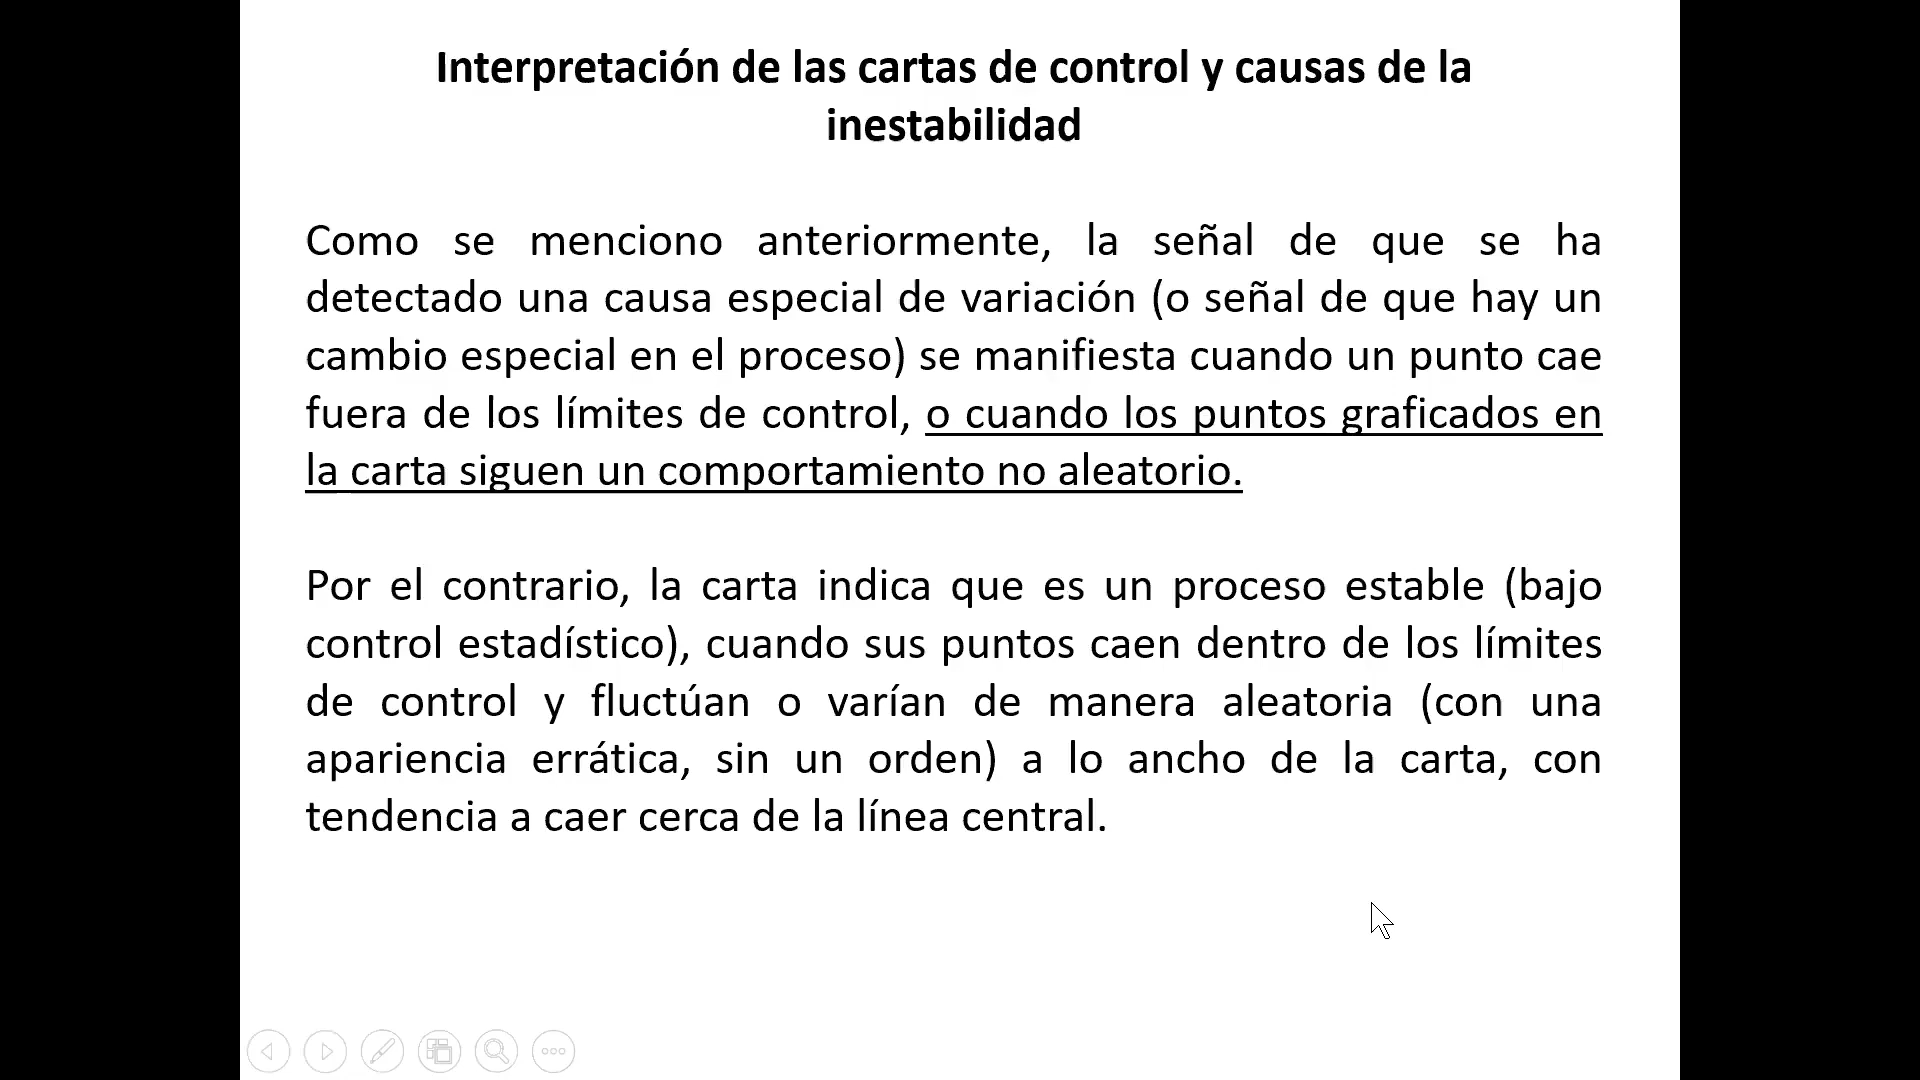 Interpretación de las cartas de control y causas de la
inestabilidad
Como se menciono anteriormente, la señal de que se ha
detectado una causa especial de variación (o señal de que hay un
cambio especial en el proceso) se manifiesta cuando un punto cae
fuera de los límites de control, o cuando los puntos graficados en
la carta siguen un comportamiento no aleatorio.
Por el contrario, la carta indica que es un proceso estable (bajo
control estadístico), cuando sus puntos caen dentro de los límites
de control y fluctúan o varían de manera aleatoria (con una
apariencia errática, sin un orden) a lo ancho de la carta, con
tendencia a caer cerca de la línea central.